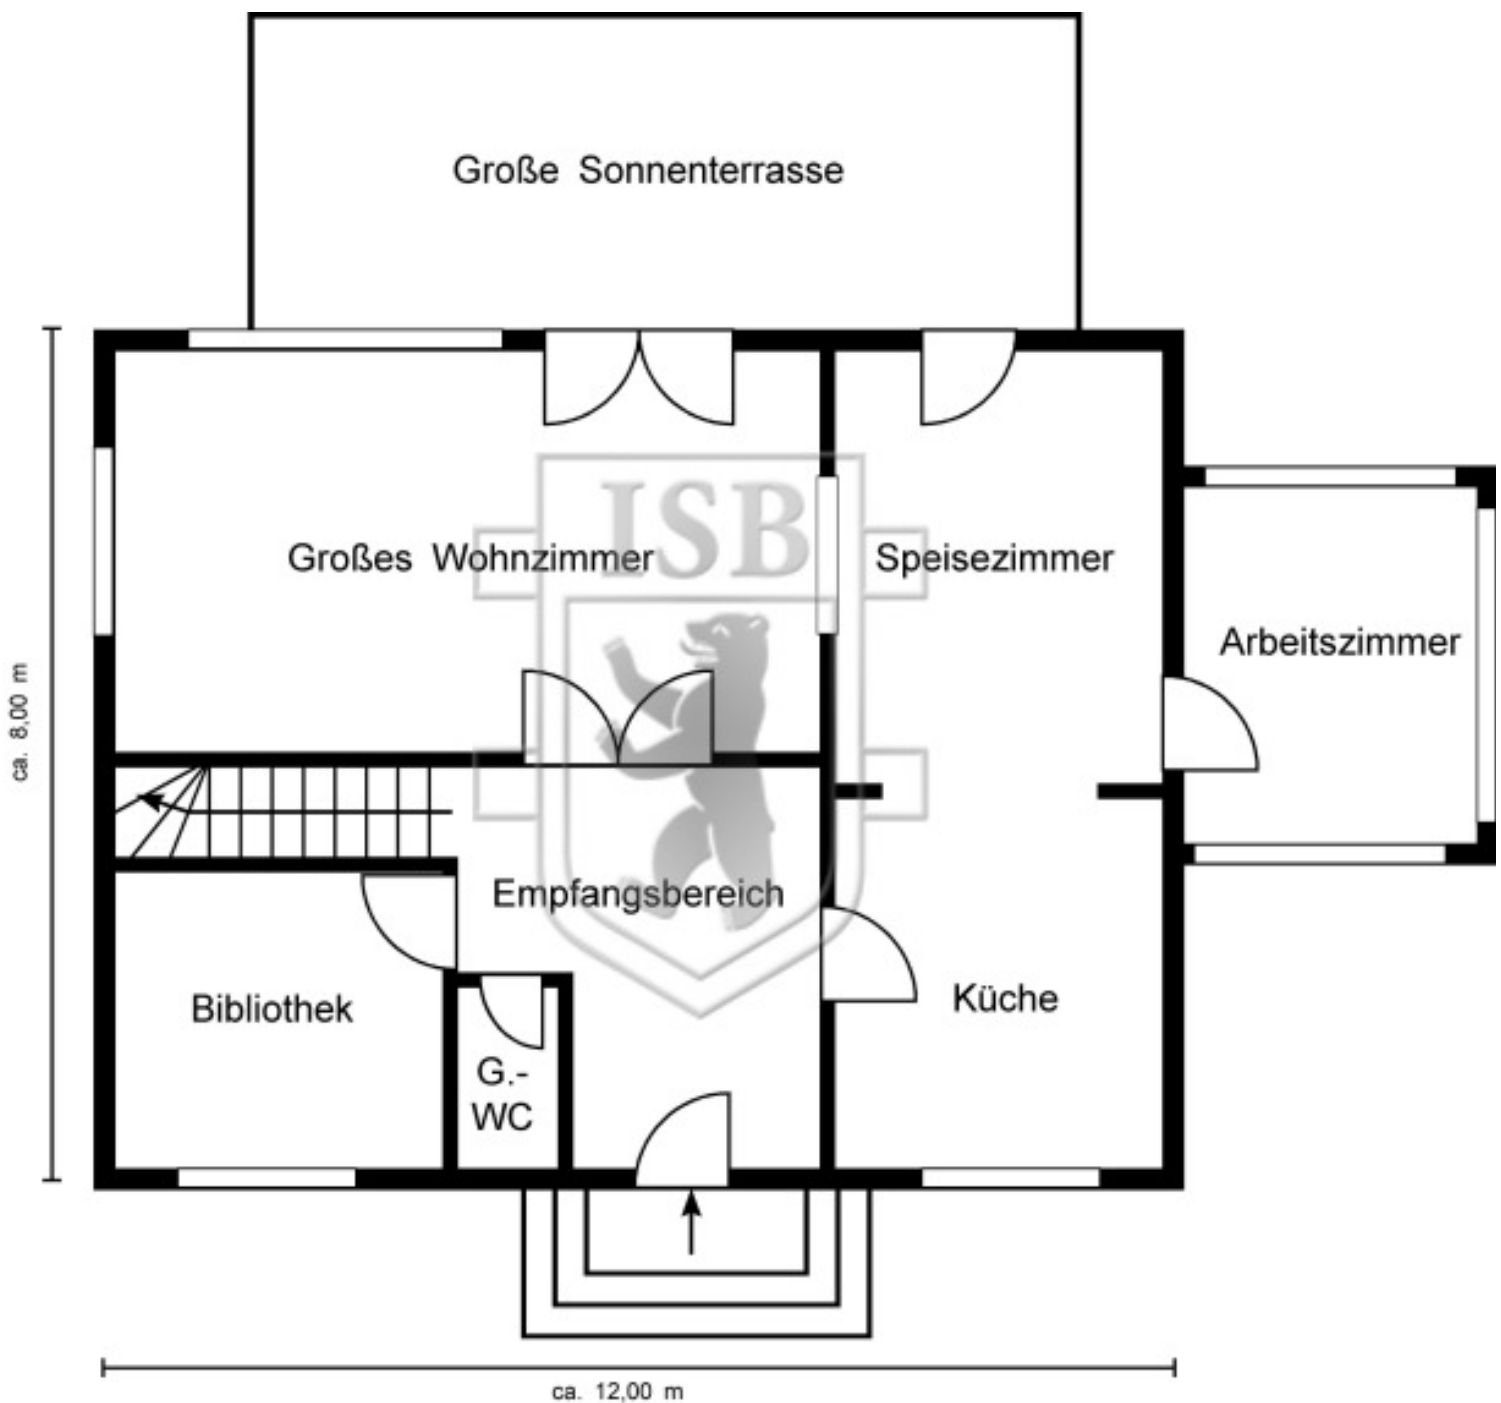 Große Sonnenterrasse
ISB
Großes Wohnzimmer
Speisezimmer
Arbeitszimmer
ca. 8,00 m
Empfangsbereich
Bibliothek
Küche
G.-
WC
ca. 12,00 m